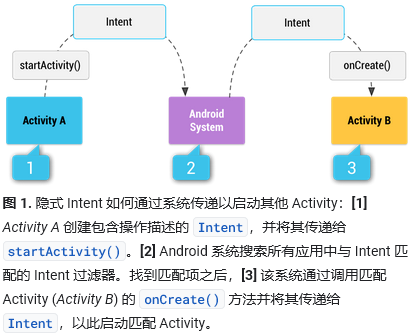 Intent
Intent
startActivity()
onCreate()
Activity A
Android
System
Activity B
1
2
3
图 1. 隐式 Intent 如何通过系统传递以启动其他 Activity：[1]
Activity A 创建包含操作描述的 Intent，并将其传递给
startActivity()。[2] Android 系统搜索所有应用中与 Intent 匹
配的 Intent 过滤器。找到匹配项之后，[3] 该系统通过调用匹配
Activity (Activity B) 的 onCreate() 方法并将其传递给
Intent，以此启动匹配 Activity。